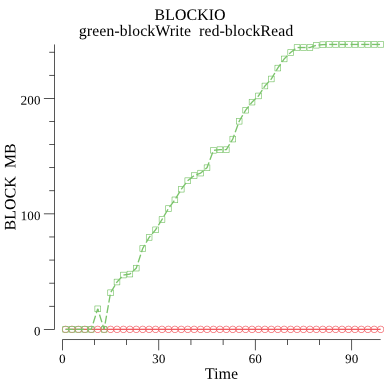 BLOCKIO
green-blockWrite red-blockRead
BLOCK MB
200
100
0
0 30 60 90
Time